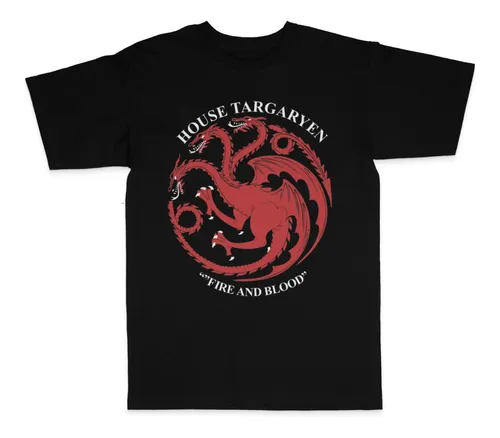 HOUSE TARGARYEN
“”FIRE AND BLOOD”